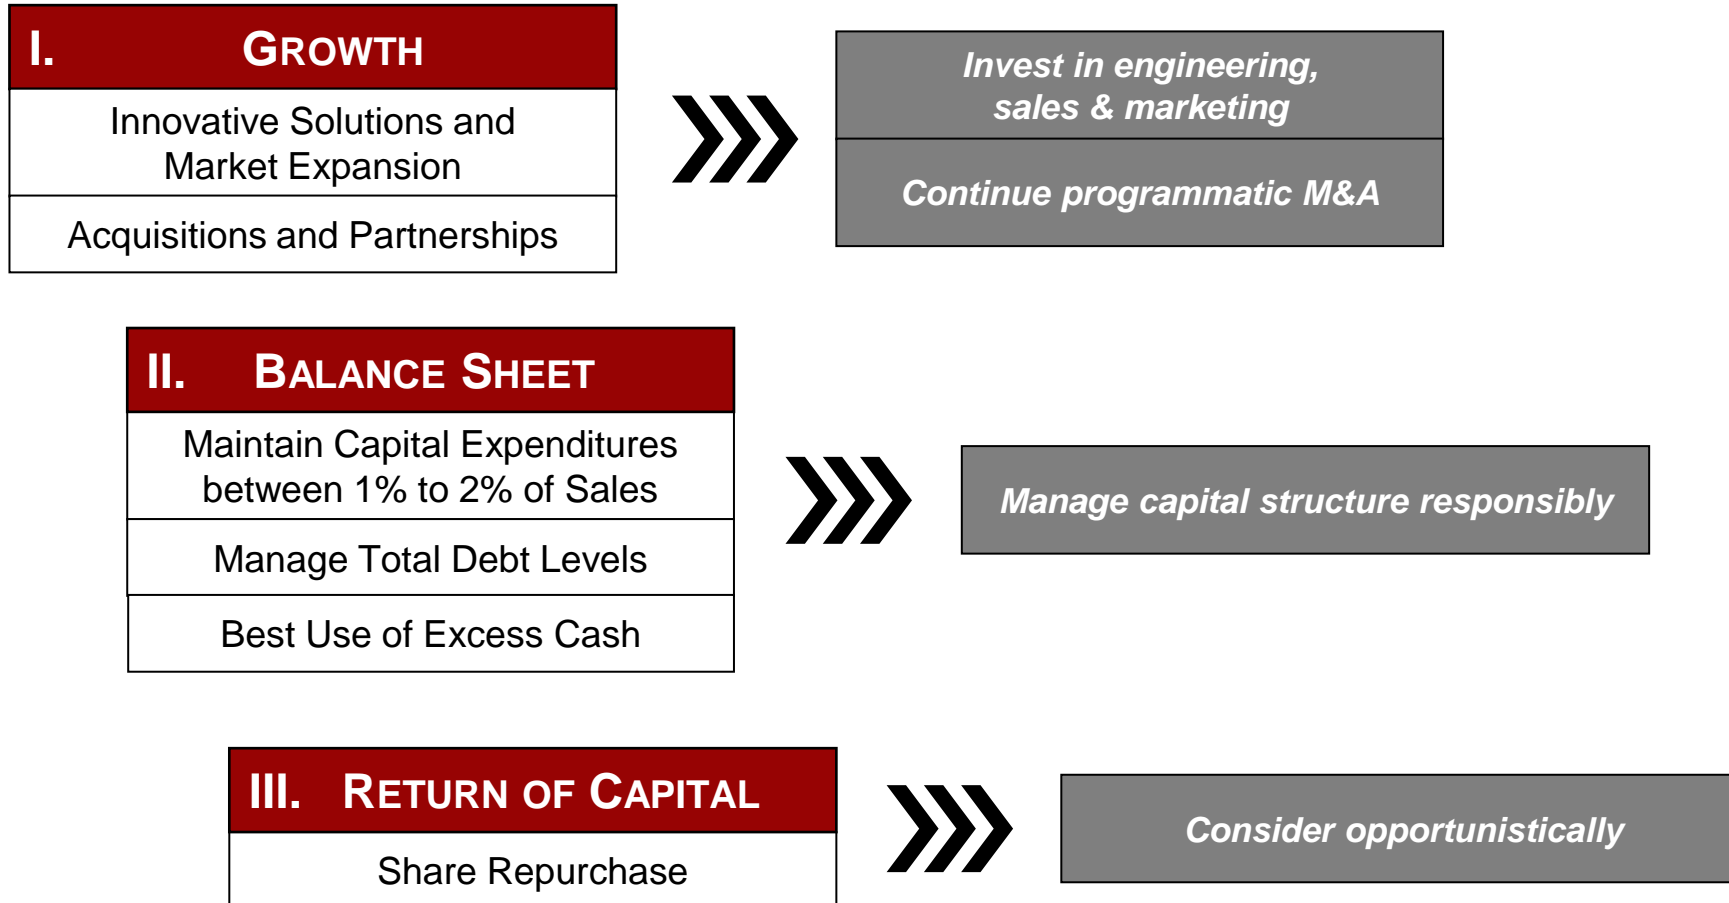 I. GROWTH
Innovative Solutions and
Market Expansion
Acquisitions and Partnerships
Invest in engineering,
sales & marketing
Continue programmatic M&A
II. BALANCE SHEET
Maintain Capital Expenditures
between 1% to 2% of Sales
Manage Total Debt Levels
Best Use of Excess Cash
Manage capital structure responsibly
III. RETURN OF CAPITAL
Share Repurchase
Consider opportunistically